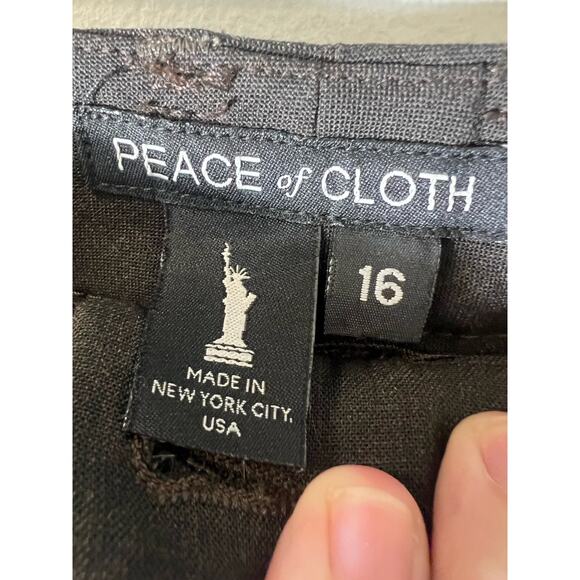 PEACE of CLOTH
16
MADE IN
NEW YORK CITY,
USA